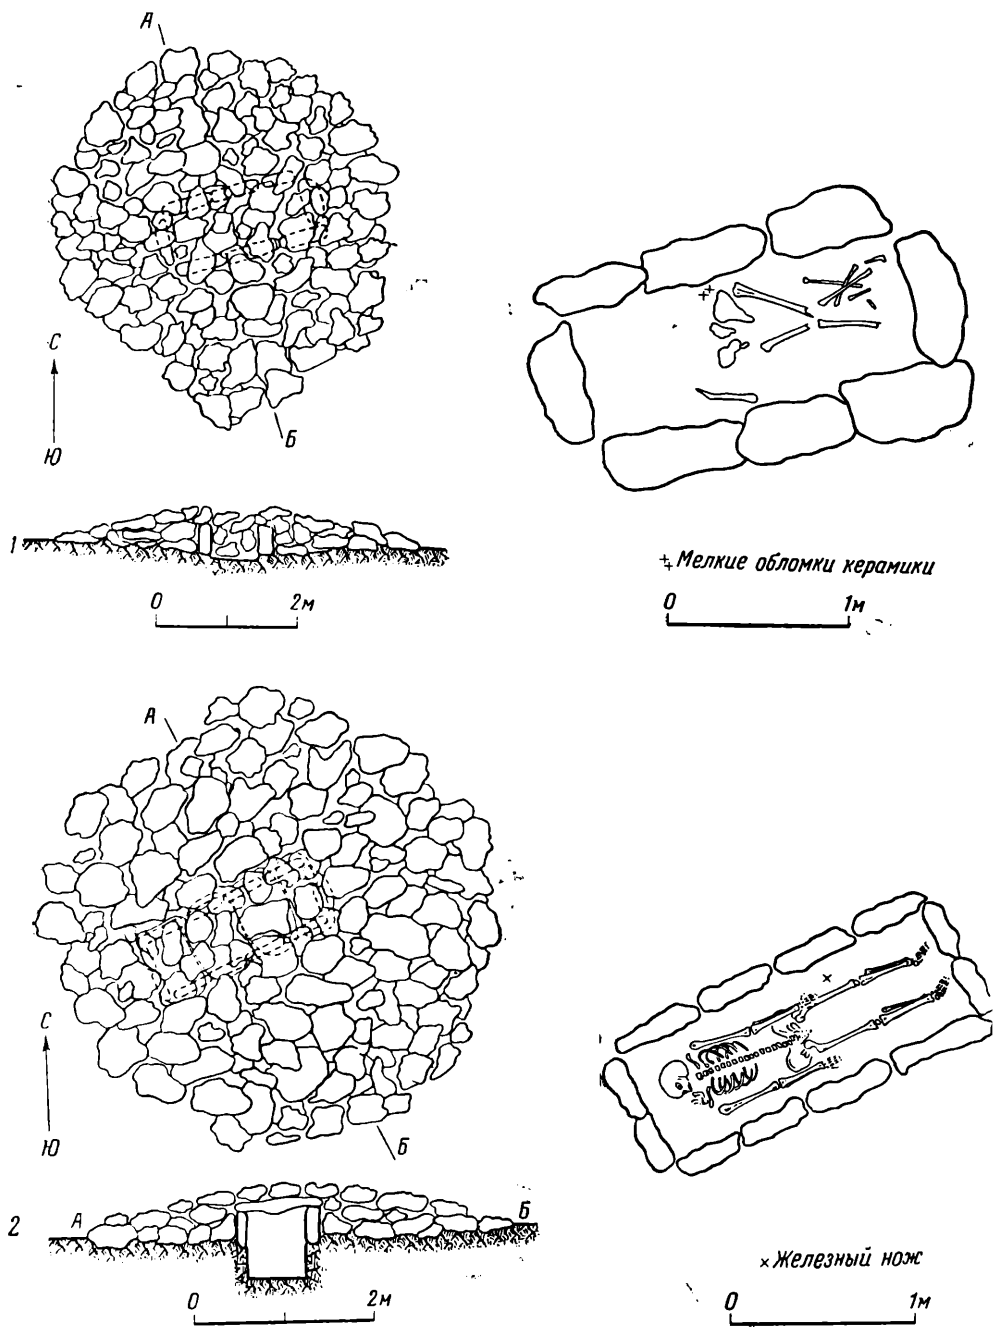 А
С
Ю
Б
1
0 2м
+ Мелкие обломки керамики
0 1м
А
С
Ю
Б
2 А Б
0 2м
× Железный нож
0 1м